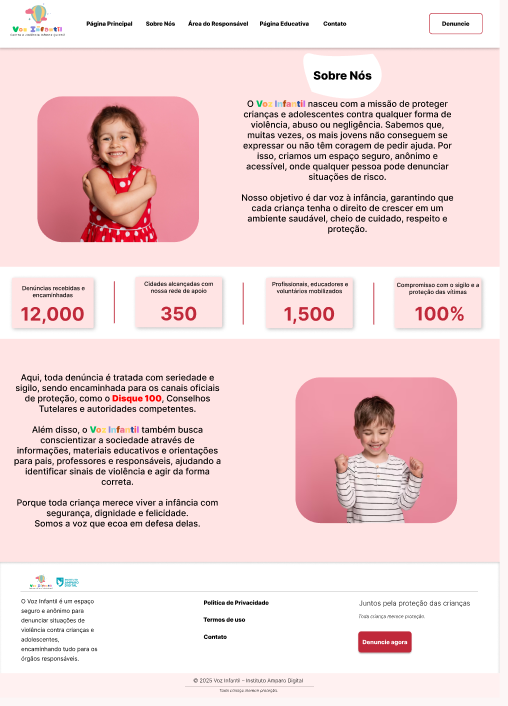 Voz Infantil
Página Principal
Sobre Nós
Área do Responsável
Página Educativa
Contato
Denuncie
Sobre Nós
O Voz Infantil nasceu com a missão de proteger
crianças e adolescentes contra qualquer forma de
violência, abuso ou negligência. Sabemos que,
muitas vezes, os mais jovens não conseguem se
expressar ou não têm coragem de pedir ajuda. Por
isso, criamos um espaço seguro, anônimo e
acessível, onde qualquer pessoa pode denunciar
situações de risco.
Nosso objetivo é dar voz à infância, garantindo que
cada criança tenha o direito de crescer em um
ambiente saudável, cheio de cuidado, respeito e
proteção.
Denúncias recebidas e
encaminhadas
12,000
Cidades alcançadas com
nossa rede de apoio
350
Profissionais, educadores e
voluntários mobilizados
1,500
Compromisso com o sigilo e a
proteção das vítimas
100%
Aqui, toda denúncia é tratada com seriedade e
sigilo, sendo encaminhada para os canais oficiais
de proteção, como o Disque 100, Conselhos
Tutelares e autoridades competentes.
Além disso, o Voz Infantil também busca
conscientizar a sociedade através de
informações, materiais educativos e orientações
para pais, professores e responsáveis, ajudando a
identificar sinais de violência e agir da forma
correta.
Porque toda criança merece viver a infância com
segurança, dignidade e felicidade.
Somos a voz que ecoa em defesa delas.
O Voz Infantil é um espaço
seguro e anônimo para
denunciar situações de
violência contra crianças e
adolescentes,
encaminhando tudo para os
órgãos responsáveis.
Política de Privacidade
Termos de uso
Contato
Juntos pela proteção das crianças
Toda criança merece proteção.
Denuncie agora
© 2025 Voz Infantil – Instituto Amparo Digital
Toda criança merece proteção.